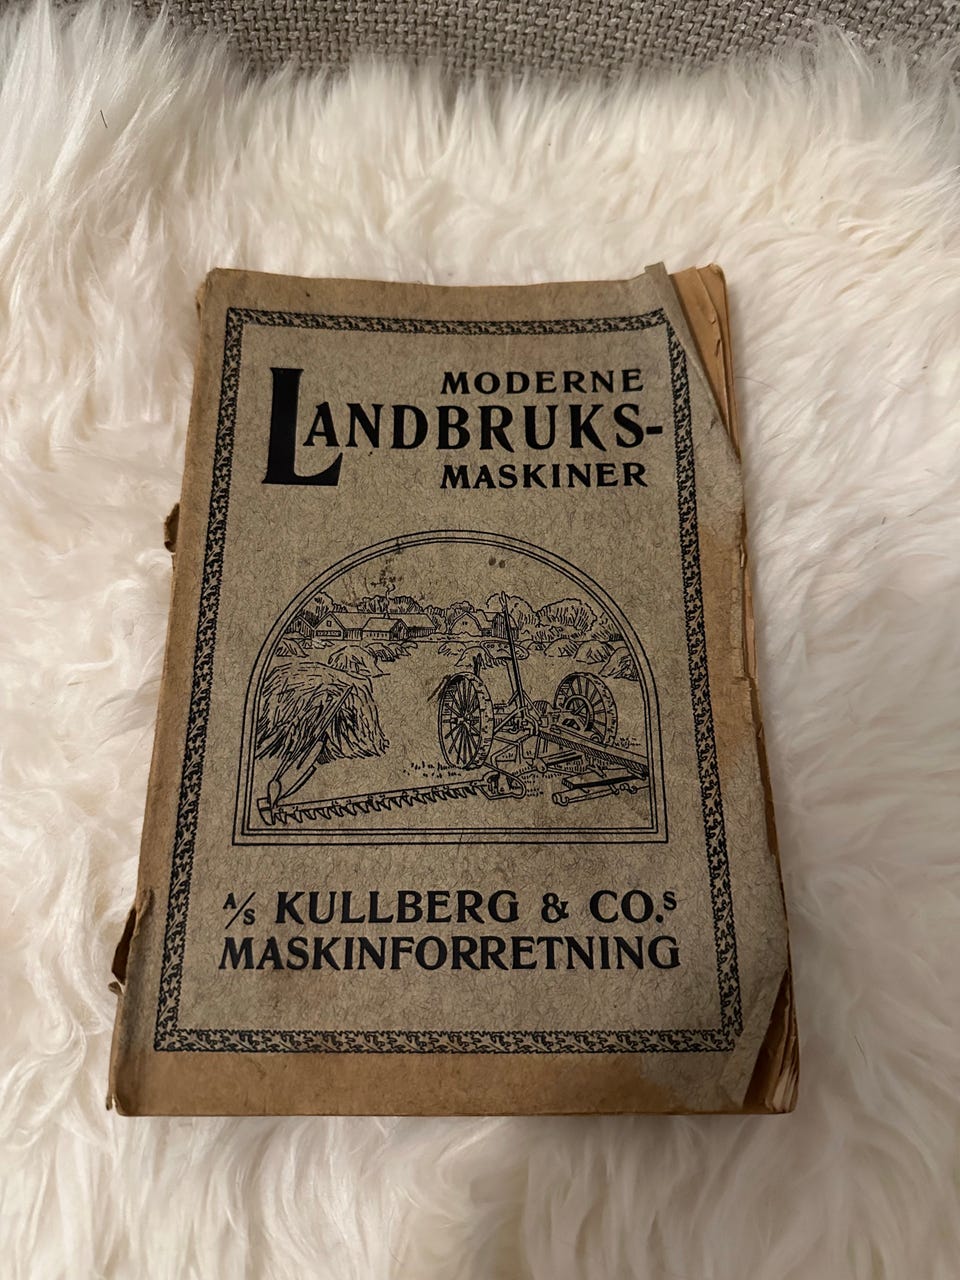 MODERNE
LANDBRUKS-
MASKINER
A/S KULLBERG & CO.S
MASKINFORRETNING